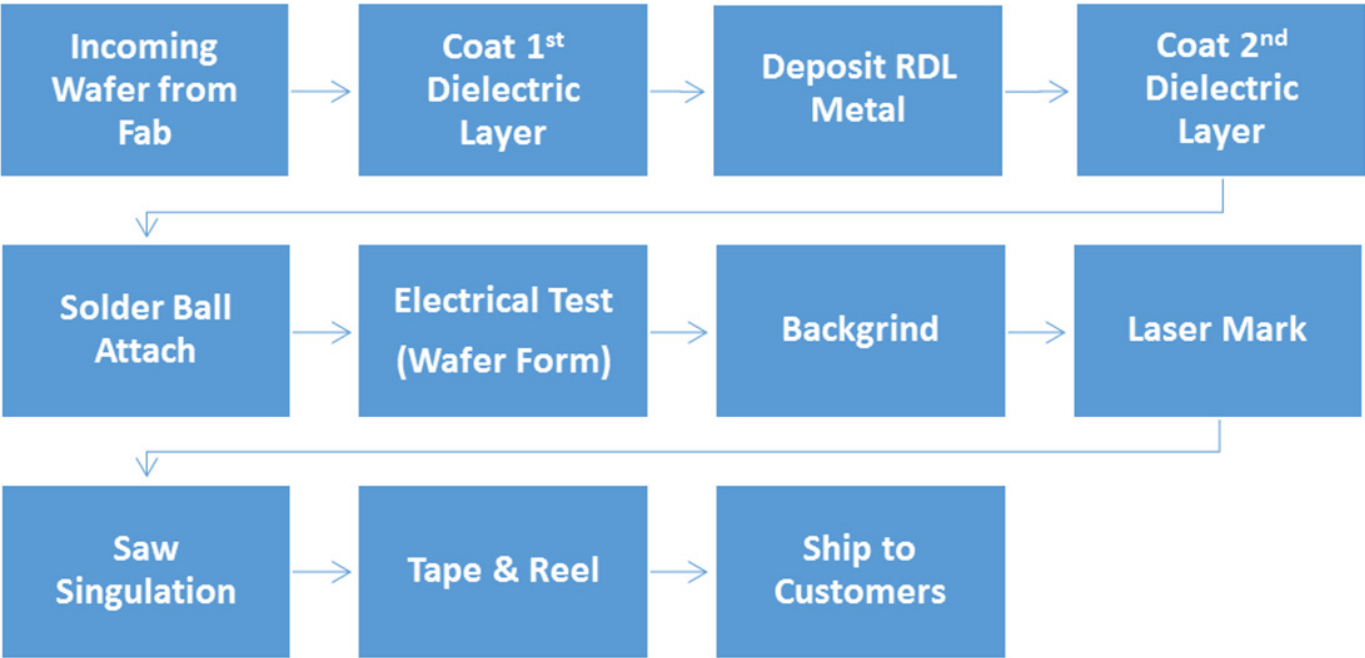 Incoming
Wafer from
Fab
Coat 1st
Dielectric
Layer
Deposit RDL
Metal
Coat 2nd
Dielectric
Layer
Solder Ball
Attach
Electrical Test
(Wafer Form)
Backgrind
Laser Mark
Saw
Singulation
Tape & Reel
Ship to
Customers